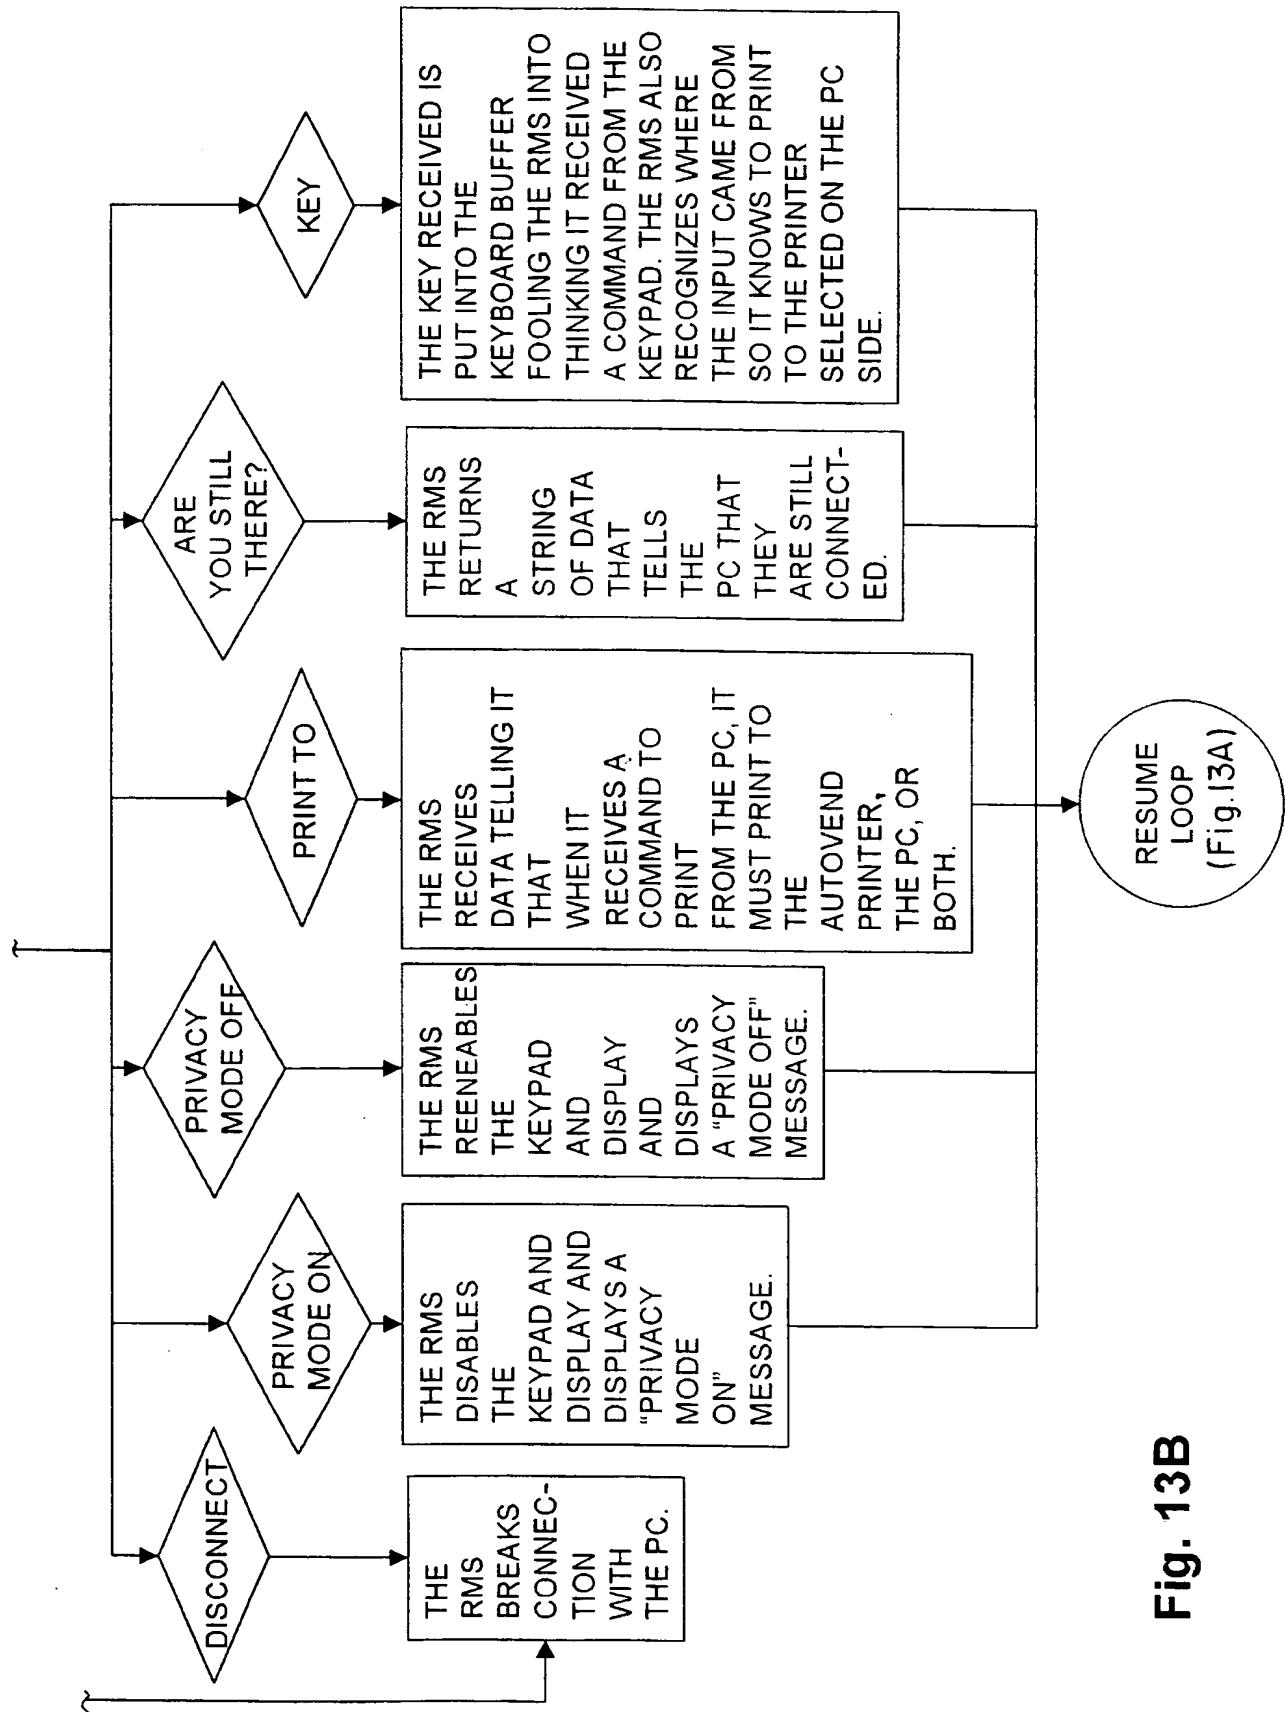 DISCONNECT
THE
RMS
BREAKS
CONNEC-
TION
WITH
THE PC.
PRIVACY
MODE ON
THE RMS
DISABLES
THE
KEYPAD AND
DISPLAY AND
DISPLAYS A
“PRIVACY
MODE
ON”
MESSAGE.
PRIVACY
MODE OFF
THE RMS
REENEABLES
THE
KEYPAD
AND
DISPLAY
AND
DISPLAYS
A “PRIVACY
MODE OFF”
MESSAGE.
PRINT TO
THE RMS
RECEIVES
DATA TELLING IT
THAT
WHEN IT
RECEIVES A
COMMAND TO
PRINT
FROM THE PC, IT
MUST PRINT TO
THE
AUTOVEND
PRINTER,
THE PC, OR
BOTH.
ARE
YOU STILL
THERE?
THE RMS
RETURNS
A
STRING
OF DATA
THAT
TELLS
THE
PC THAT
THEY
ARE STILL
CONNECT-
ED.
KEY
THE KEY RECEIVED IS
PUT INTO THE
KEYBOARD BUFFER
FOOLING THE RMS INTO
THINKING IT RECEIVED
A COMMAND FROM THE
KEYPAD. THE RMS ALSO
RECOGNIZES WHERE
THE INPUT CAME FROM
SO IT KNOWS TO PRINT
TO THE PRINTER
SELECTED ON THE PC
SIDE.
RESUME
LOOP
(Fig.13A)
Fig. 13B